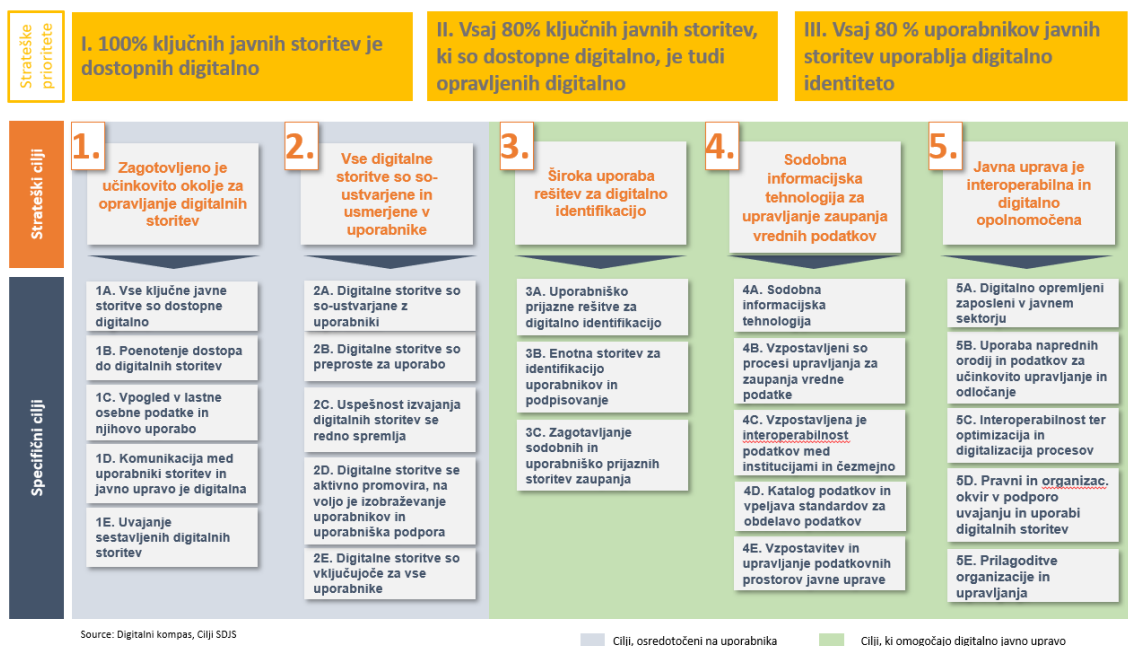 Strateške
prioritete
I. 100% ključnih javnih storitev je
dostopnih digitalno
II. Vsaj 80% ključnih javnih storitev,
ki so dostopne digitalno, je tudi
opravljenih digitalno
III. Vsaj 80 % uporabnikov javnih
storitev uporablja digitalno
identiteto
Strateški cilji
1.
Zagotovljeno je
učinkovito okolje za
opravljanje digitalnih
storitev
2.
Vse digitalne
storitve so so-
ustvarjene in
usmerjene v
uporabnike
3.
Široka uporaba
rešitev za digitalno
identifikacijo
4.
Sodobna
informacijska
tehnologija za
upravljanje zaupanja
vrednih podatkov
5.
Javna uprava je
interoperabilna in
digitalno
opolnomočena
Specifični cilji
1A. Vse ključne javne
storitve so dostopne
digitalno
1B. Poenotenje dostopa
do digitalnih storitev
1C. Vpogled v lastne
osebne podatke in
njihovo uporabo
1D. Komunikacija med
uporabniki storitev in
javno upravo je digitalna
1E. Uvajanje
sestavljenih digitalnih
storitev
2A. Digitalne storitve so
so-ustvarjane z
uporabniki
2B. Digitalne storitve so
preproste za uporabo
2C. Uspešnost izvajanja
digitalnih storitev se
redno spremlja
2D. Digitalne storitve se
aktivno promovira, na
voljo je izobraževanje
uporabnikov in
uporabniška podpora
2E. Digitalne storitve so
vključujoče za vse
uporabnike
3A. Uporabniško
prijazne rešitve za
digitalno identifikacijo
3B. Enotna storitev za
identifikacijo
uporabnikov in
podpisovanje
3C. Zagotavljanje
sodobnih in
uporabniško prijaznih
storitev zaupanja
4A. Sodobna
informacijska
tehnologija
4B. Vzpostavljeni so
procesi upravljanja za
zaupanja vredne
podatke
4C. Vzpostavljena je
interoperabilnost
podatkov med
institucijami in čezmejno
4D. Katalog podatkov in
vpeljava standardov za
obdelavo podatkov
4E. Vzpostavitev in
upravljanje podatkovnih
prostorov javne uprave
5A. Digitalno opremljeni
zaposleni v javnem
sektorju
5B. Uporaba naprednih
orodij in podatkov za
učinkovito upravljanje in
odločanje
5C. Interoperabilnost ter
optimizacija in
digitalizacija procesov
5D. Pravni in organizac.
okvir v podporo
uvajanju in uporabi
digitalnih storitev
5E. Prilagoditve
organizacije in
upravljanja
Source: Digitalni kompas, Cilji SDJS
Cilji, osredotočeni na uporabnika
Cilji, ki omogočajo digitalno javno upravo